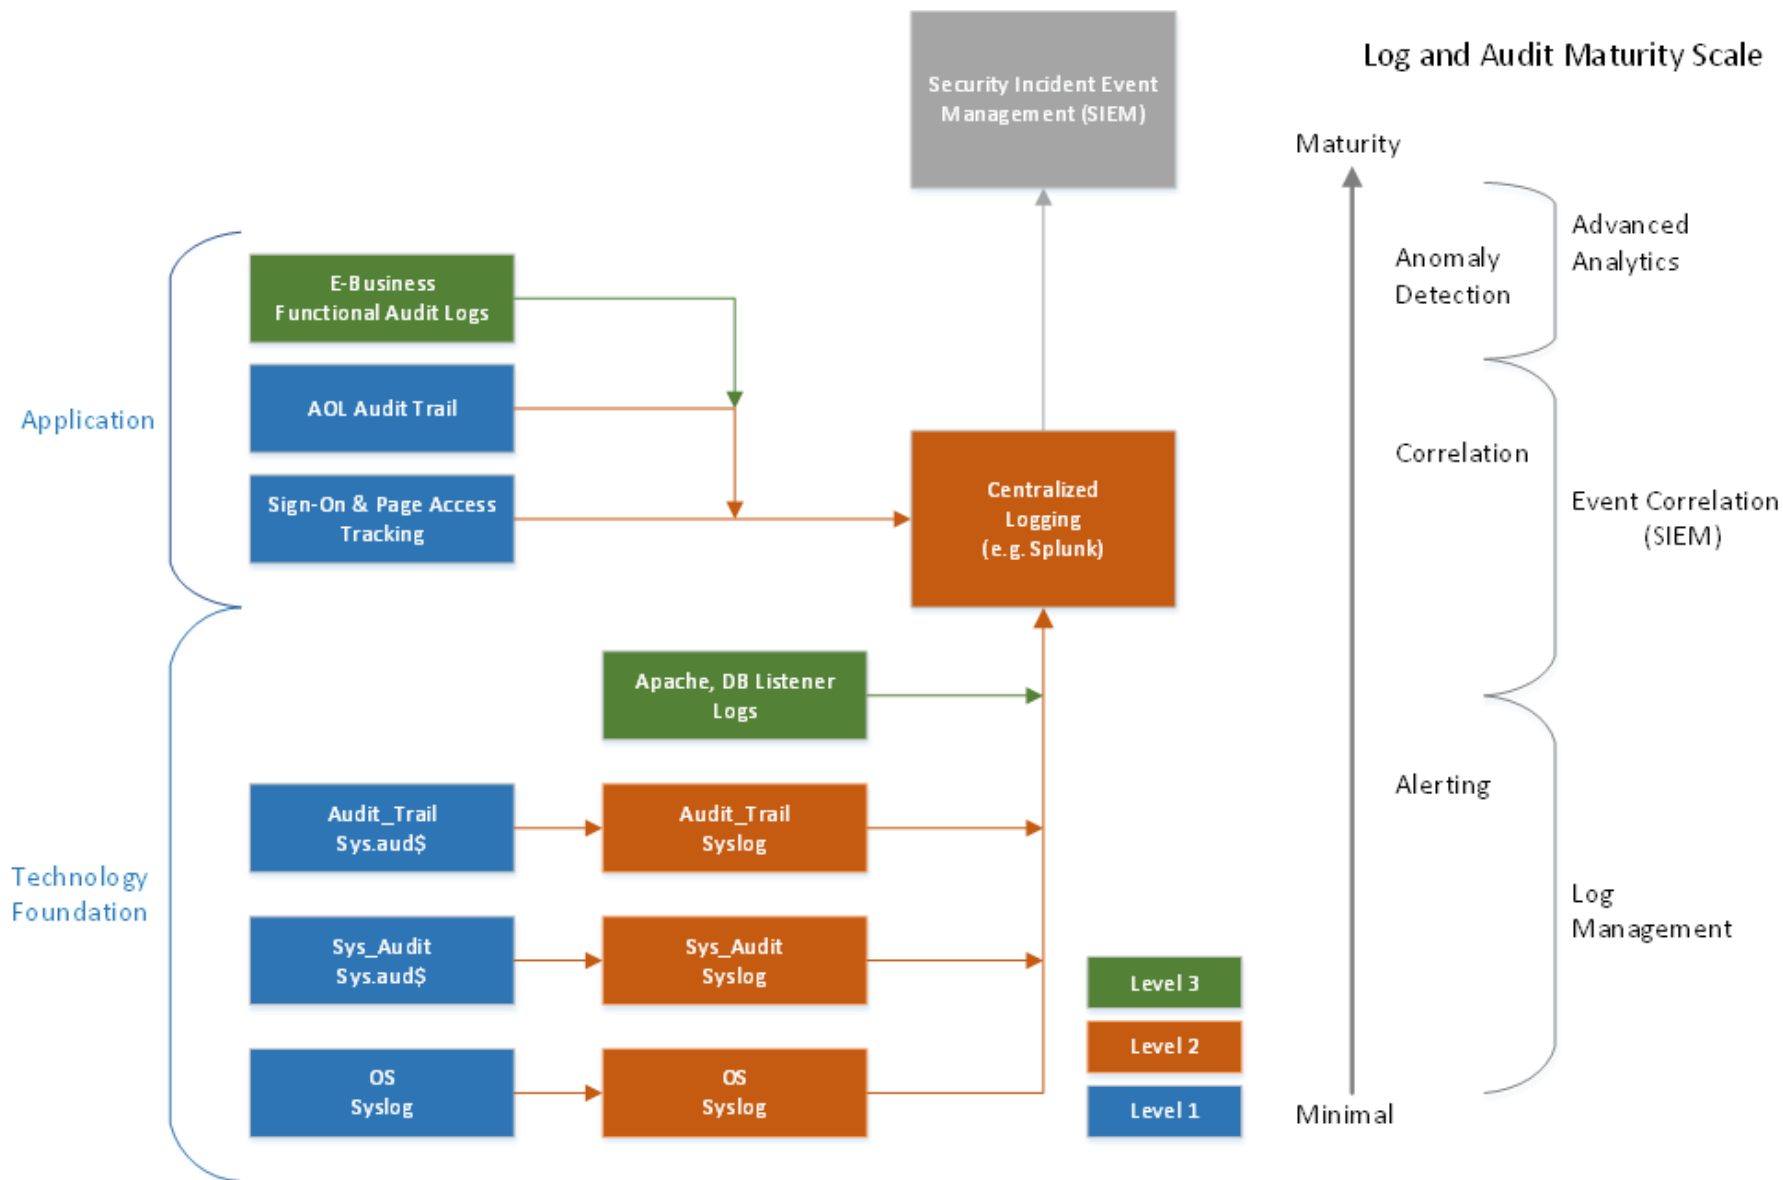 Log and Audit Maturity Scale
Security Incident Event
Management (SIEM)
Maturity
Advanced
Analytics
Anomaly
Detection
E-Business
Functional Audit Logs
AOL Audit Trail
Application
Sign-On & Page Access
Tracking
Centralized
Logging
(e.g. Splunk)
Correlation
Event Correlation
(SIEM)
Apache, DB Listener
Logs
Alerting
Audit_Trail
Sys.aud$
Audit_Trail
Syslog
Technology
Foundation
Log
Management
Sys_Audit
Sys.aud$
Sys_Audit
Syslog
Level 3
Level 2
Level 1
OS
Syslog
OS
Syslog
Minimal